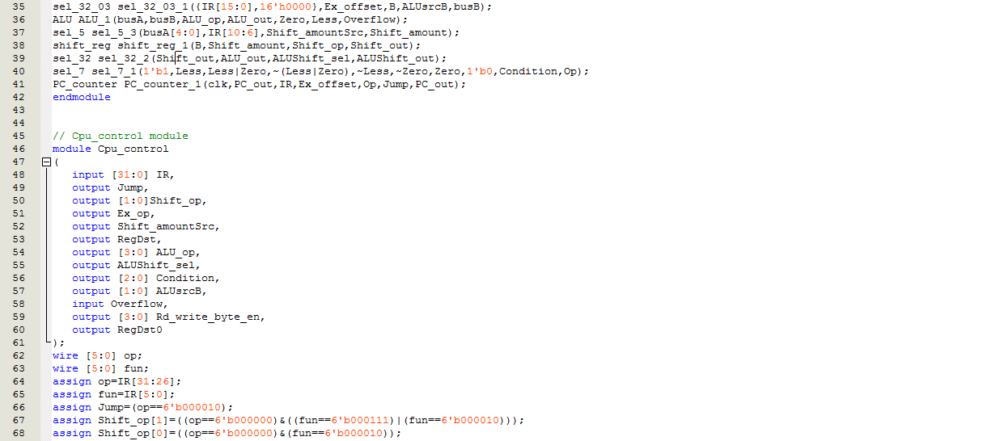 35 sel_32_03 sel_32_03_1({IR[15:0],16'h0000},Ex_offset,B,ALUsrcB,busB);
36 ALU ALU_1(busA,busB,ALU_op,ALU_out,Zero,Less,Overflow);
37 sel_5 sel_5_3(busA[4:0],IR[10:6],Shift_amountSrc,Shift_amount);
38 shift_reg shift_reg_1(B,Shift_amount,Shift_op,Shift_out);
39 sel_32 sel_32_2(Shift_out,ALU_out,ALUShift_sel,ALUShift_out);
40 sel_7 sel_7_1(1'b1,Less,Less|Zero,~(Less|Zero),~Less,~Zero,Zero,1'b0,Condition,Op);
41 PC_counter PC_counter_1(clk,PC_out,IR,Ex_offset,Op,Jump,PC_out);
42 endmodule
43
44
45 // Cpu_control module
46 module Cpu_control
47 (
48 input [31:0] IR,
49 output Jump,
50 output [1:0]Shift_op,
51 output Ex_op,
52 output Shift_amountSrc,
53 output RegDst,
54 output [3:0] ALU_op,
55 output ALUShift_sel,
56 output [2:0] Condition,
57 output [1:0] ALUsrcB,
58 input Overflow,
59 output [3:0] Rd_write_byte_en,
60 output RegDst0
61 );
62 wire [5:0] op;
63 wire [5:0] fun;
64 assign op=IR[31:26];
65 assign fun=IR[5:0];
66 assign Jump=(op==6'b000010);
67 assign Shift_op[1]=((op==6'b000000)&((fun==6'b000111)|(fun==6'b000010)));
68 assign Shift_op[0]=((op==6'b000000)&(fun==6'b000010));